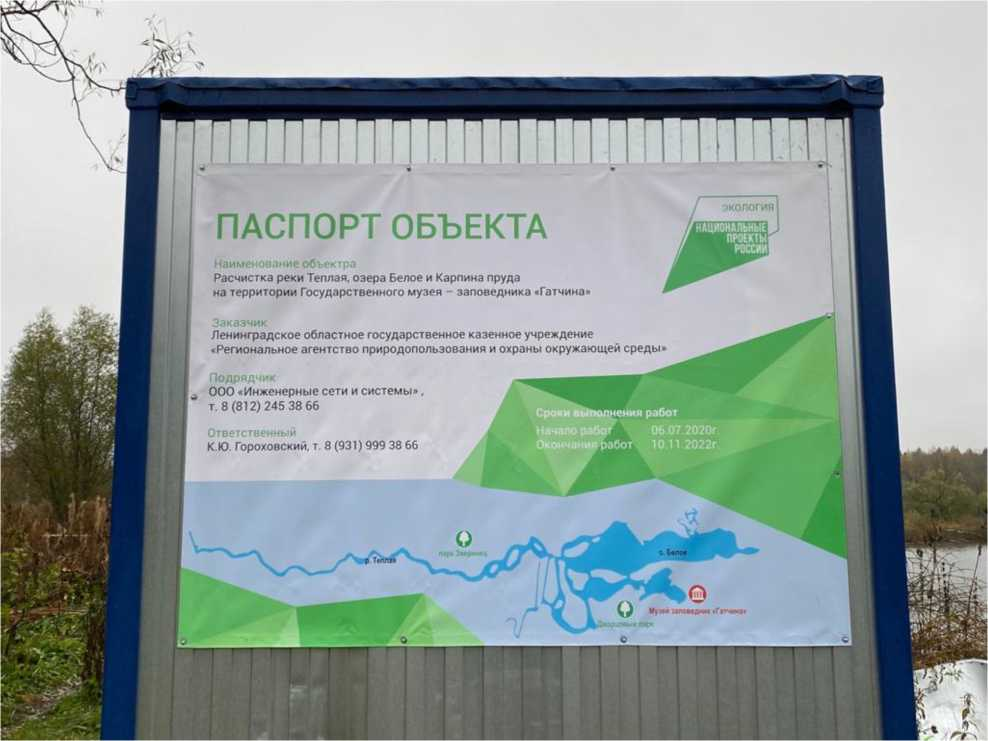 ПАСПОРТ ОБЪЕКТА
ЭКОЛОГИЯ
НАЦИОНАЛЬНЫЕ
ПРОЕКТЫ
РОССИИ
Наименование объектра
Расчистка реки Теплая, озера Белое и Карпина пруда
на территории Государственного музея – заповедника «Гатчина»
Заказчик
Ленинградское областное государственное казенное учреждение
«Региональное агентство природопользования и охраны окружающей среды»
Подрядчик
ООО «Инженерные сети и системы» ,
т. 8 (812) 245 38 66
Ответственный
К.Ю. Гороховский, т. 8 (931) 999 38 66
Сроки выполнения работ
Начало работ 06.07.2020г.
Окончания работ 10.11.2022г.
парк Зверинец
р. Теплая
о. Белое
Музей заповедник «Гатчина»
Дворцовый парк